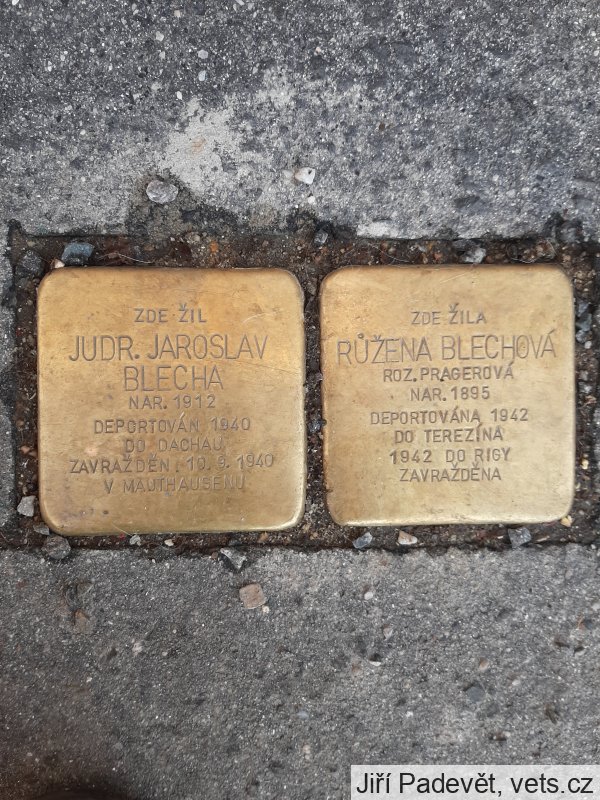 ZDE ŽIL
JUDR. JAROSLAV
BLECHA
NAR. 1912
DEPORTOVÁN 1940
DO DACHAU
ZAVRAŽDĚN 10. 9. 1940
V MAUTHAUSENU
ZDE ŽILA
RŮŽENA BLECHOVÁ
ROZ. PRAGEROVÁ
NAR. 1895
DEPORTOVÁNA 1942
DO TEREZÍNA
1942 DO RIGY
ZAVRAŽDĚNA
Jiří Padevět, vets.cz